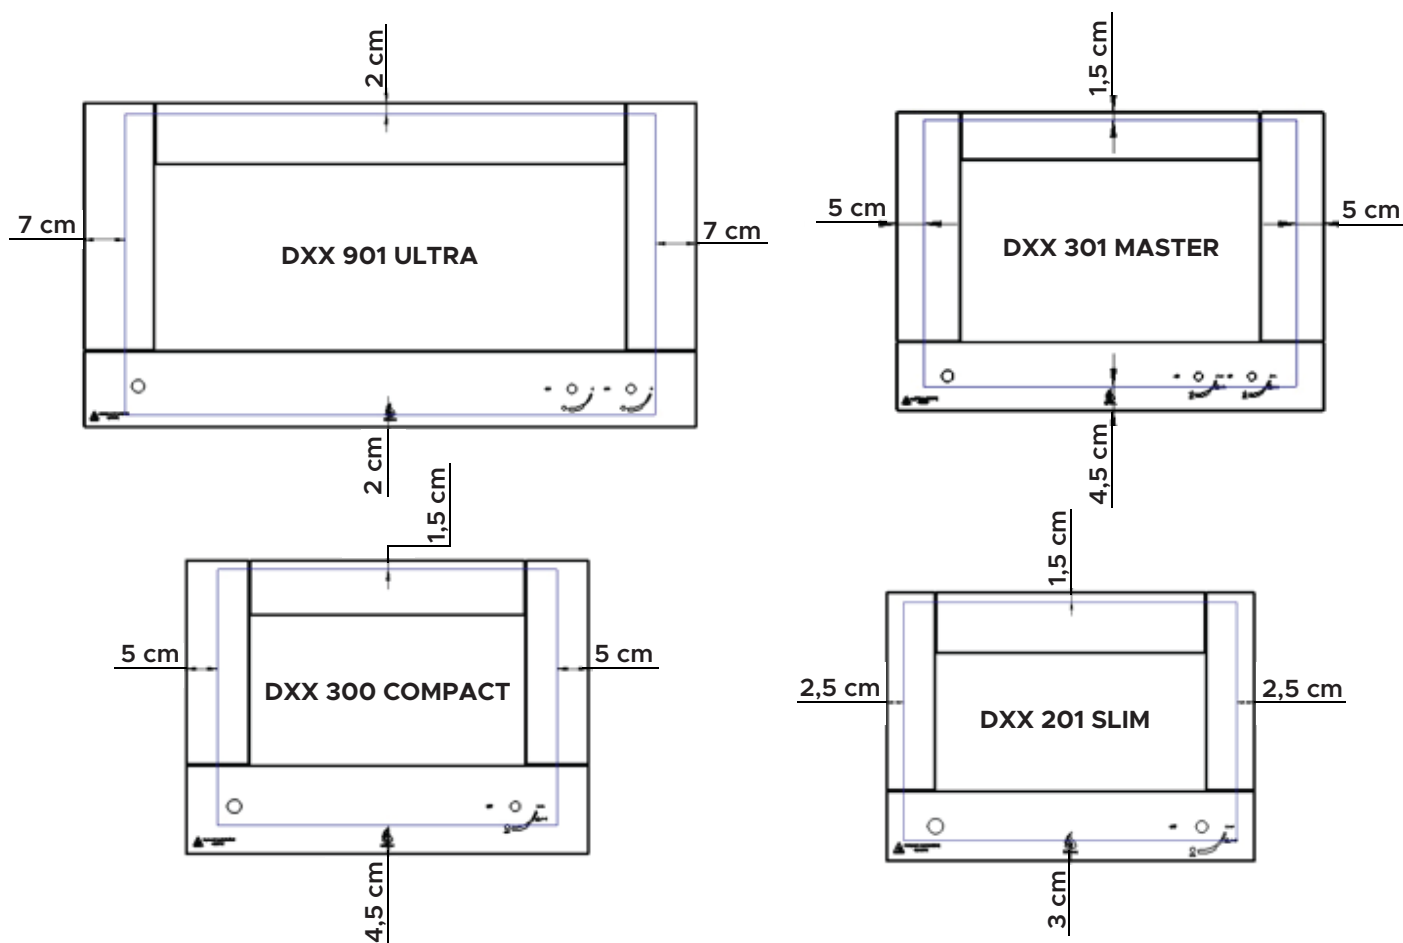 2 cm
7 cm
DXX 901 ULTRA
7 cm
2 cm
1,5 cm
5 cm
DXX 301 MASTER
5 cm
4,5 cm
1,5 cm
5 cm
DXX 300 COMPACT
5 cm
4,5 cm
1,5 cm
2,5 cm
DXX 201 SLIM
2,5 cm
3 cm